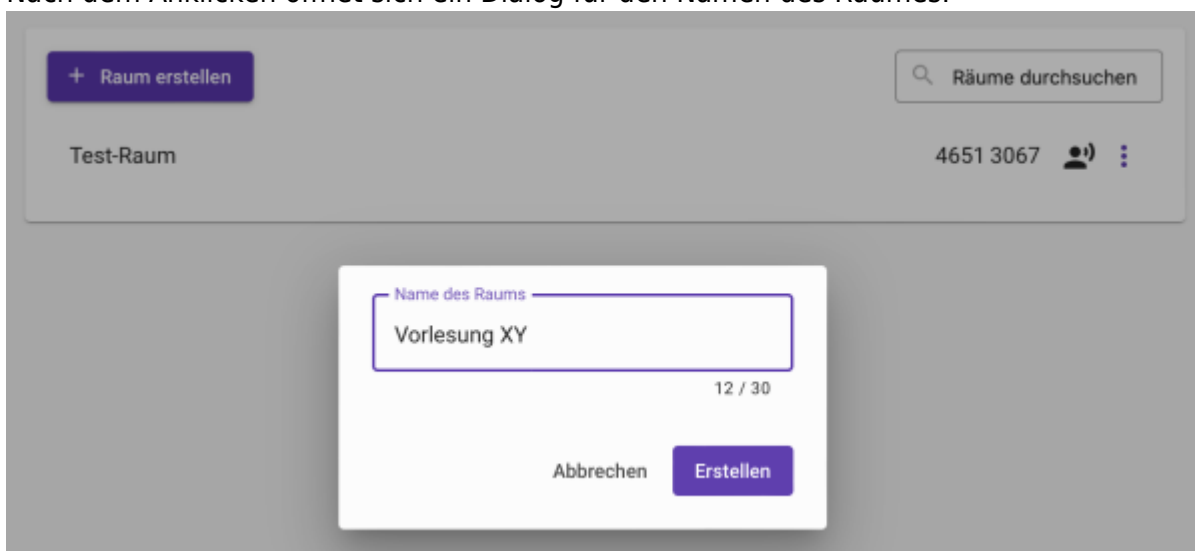 Nach dem Anklicken öffnet sich ein Dialog für den Namen des Raumes.
+ Raum erstellen
Räume durchsuchen
Test-Raum
4651 3067
Name des Raums
Vorlesung XY
12 / 30
Abbrechen
Erstellen